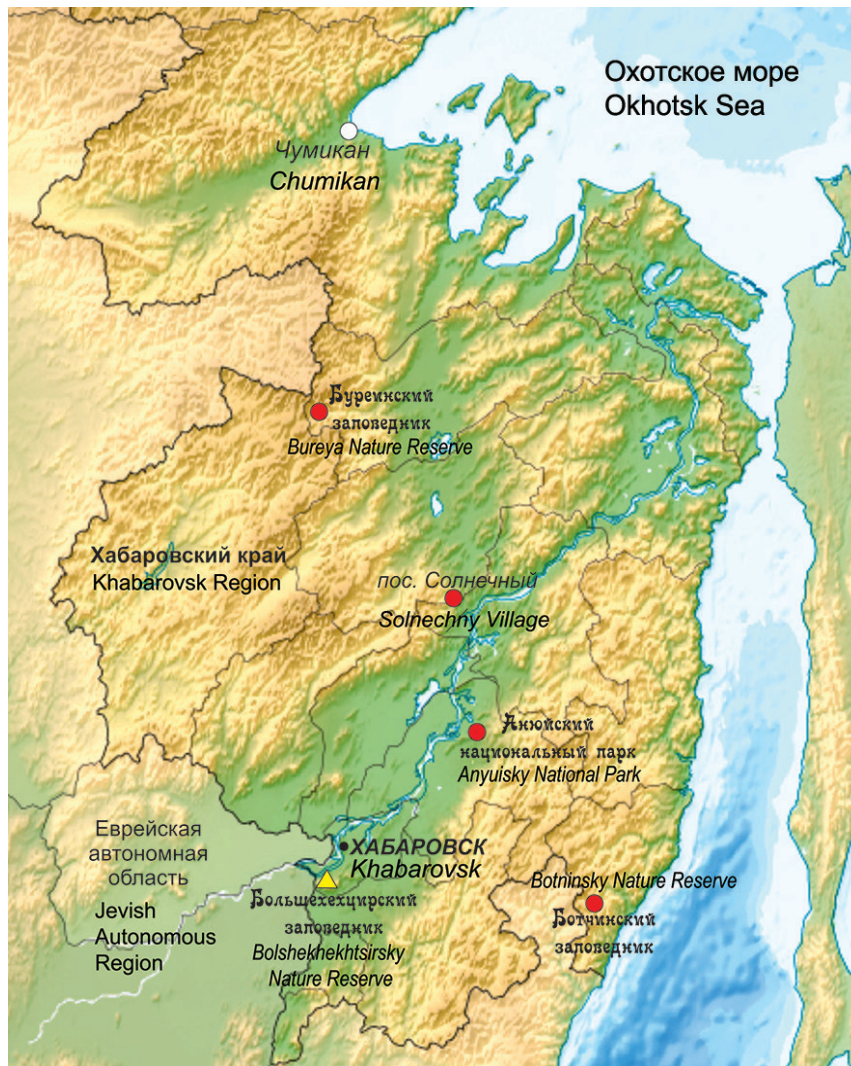 Охотское море
Okhotsk Sea
Чумикан
Chumikan
Буреинский
заповедник
Bureya Nature Reserve
Хабаровский край
Khabarovsk Region
пос. Солнечный
Solnechny Village
Анюйский
национальный парк
Anyuisky National Park
Еврейская
автономная
область
Jevish
Autonomous
Region
ХАБАРОВСК
Khabarovsk
Большехехцирский
заповедник
Bolshekhekhtsirsky
Nature Reserve
Botninsky Nature Reserve
Ботчинский
заповедник